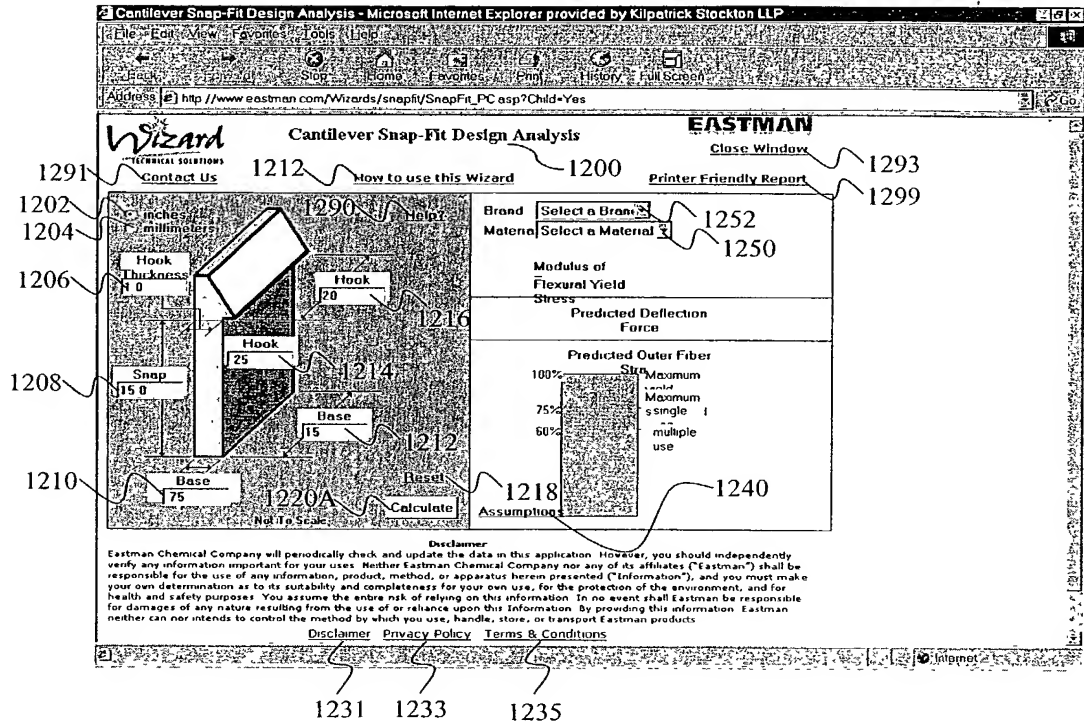 Cantilever Snap-Fit Design Analysis - Microsoft Internet Explorer provided by Kilpatrick Stockton LLP
File Edit View Favorites Tools Help
Back Stop Home Favorites Print History Full Screen
Address http //www eastman com/Wizards/snapfit/SnapFit_PC asp?Child=Yes Go
Wizard
TECHNICAL SOLUTIONS
Cantilever Snap-Fit Design Analysis
1200
EASTMAN
Close Window
1293
1291
Contact Us
1212
How to use this Wizard
Printer Friendly Report
1299
1202
inches
1204
millimeters
1290
Help?
Brand Select a Bran
1252
Materia Select a Material
1250
Hook
Thickness
1 0
1206
Hook
20
1216
Modulus of
Flexural Yield
Stress
Predicted Deflection
Force
Hook
25
1214
Snap
15 0
1208
Predicted Outer Fiber
Stra
100%
Maximum
75%
Maximum
single
60%
multiple
use
Base
15
1212
Base
75
1210
1220A
Reset
1218
Calculate
Not To Scale
Assumptions
1240
Disclaimer
Eastman Chemical Company will periodically check and update the data in this application However, you should independently
verify any information important for your uses Neither Eastman Chemical Company nor any of its affiliates ("Eastman") shall be
responsible for the use of any information, product, method, or apparatus herein presented ("Information"), and you must make
your own determination as to its suitability and completeness for your own use, for the protection of the environment, and for
health and safety purposes You assume the entire risk of relying on this information In no event shall Eastman be responsible
for damages of any nature resulting from the use of or reliance upon this Information By providing this information Eastman
neither can nor intends to control the method by which you use, handle, store, or transport Eastman products
Disclaimer Privacy Policy Terms & Conditions
Internet
1231 1233 1235